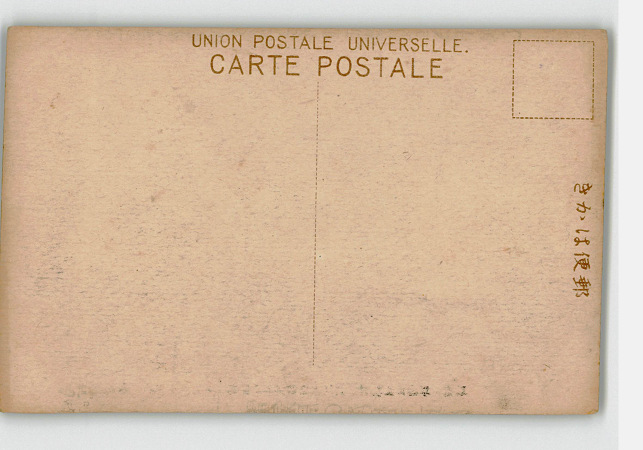 UNION POSTALE UNIVERSELLE.
CARTE POSTALE
きかは便郵